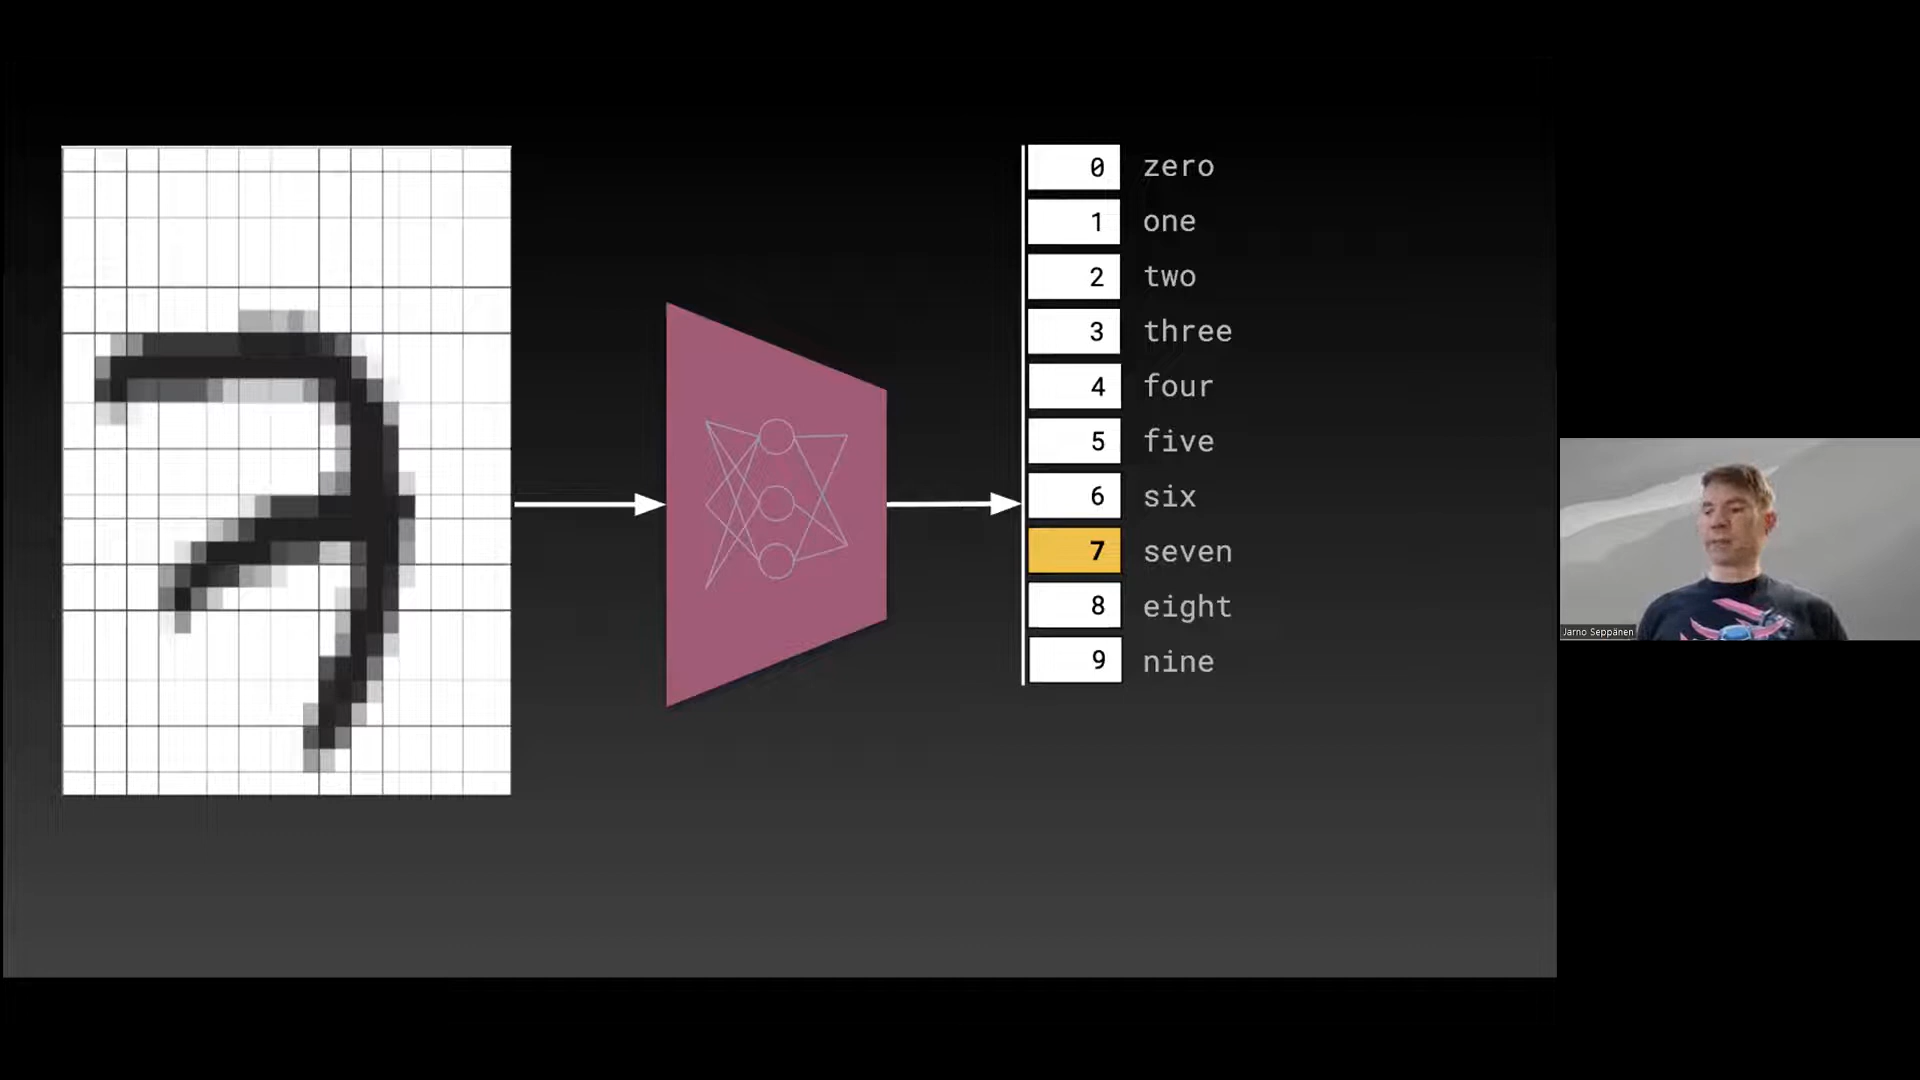 7
0 zero
1 one
2 two
3 three
4 four
5 five
6 six
7 seven
8 eight
9 nine
Jarno Seppänen